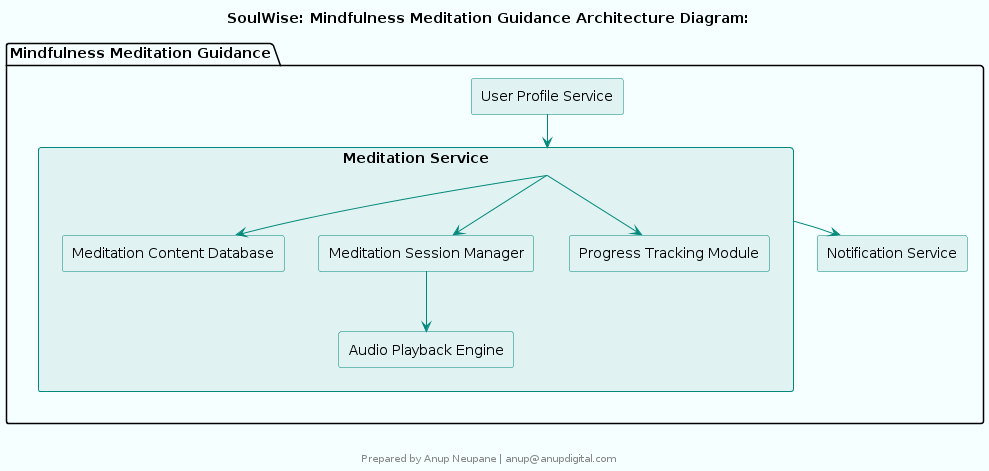 SoulWise: Mindfulness Meditation Guidance Architecture Diagram:
Mindfulness Meditation Guidance
User Profile Service
Meditation Service
Meditation Content Database
Meditation Session Manager
Progress Tracking Module
Notification Service
Audio Playback Engine
Prepared by Anup Neupane | anup@anupdigital.com